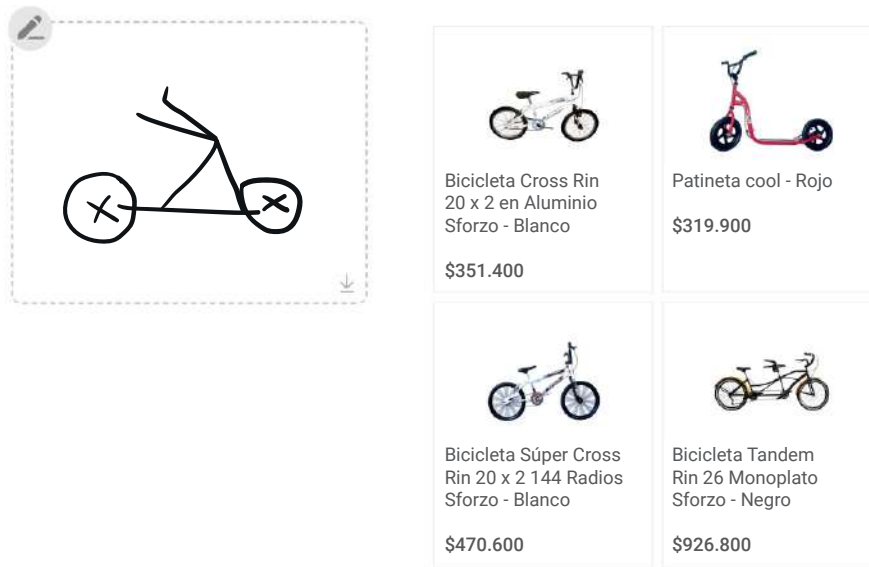 Bicicleta Cross Rin
20 x 2 en Aluminio
Sforzo - Blanco
$351.400
Patineta cool - Rojo
$319.900
Bicicleta Súper Cross
Rin 20 x 2 144 Radios
Sforzo - Blanco
$470.600
Bicicleta Tandem
Rin 26 Monoplato
Sforzo - Negro
$926.800